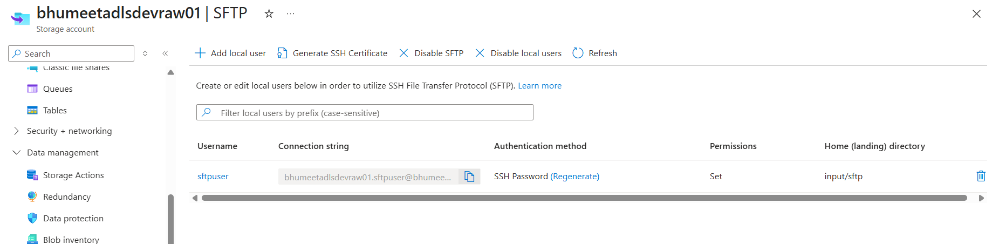 bhumeetadlsdevraw01 | SFTP
Storage account
Search
Add local user
Generate SSH Certificate
Disable SFTP
Disable local users
Refresh
Classic file shares
Queues
Tables
Security + networking
Data management
Storage Actions
Redundancy
Data protection
Blob inventory
Create or edit local users below in order to utilize SSH File Transfer Protocol (SFTP). Learn more
Filter local users by prefix (case-sensitive)
Username Connection string Authentication method Permissions Home (landing) directory
sftpuser bhumeetadlsdevraw01.sftpuser@bhumee... SSH Password (Regenerate) Set input/sftp